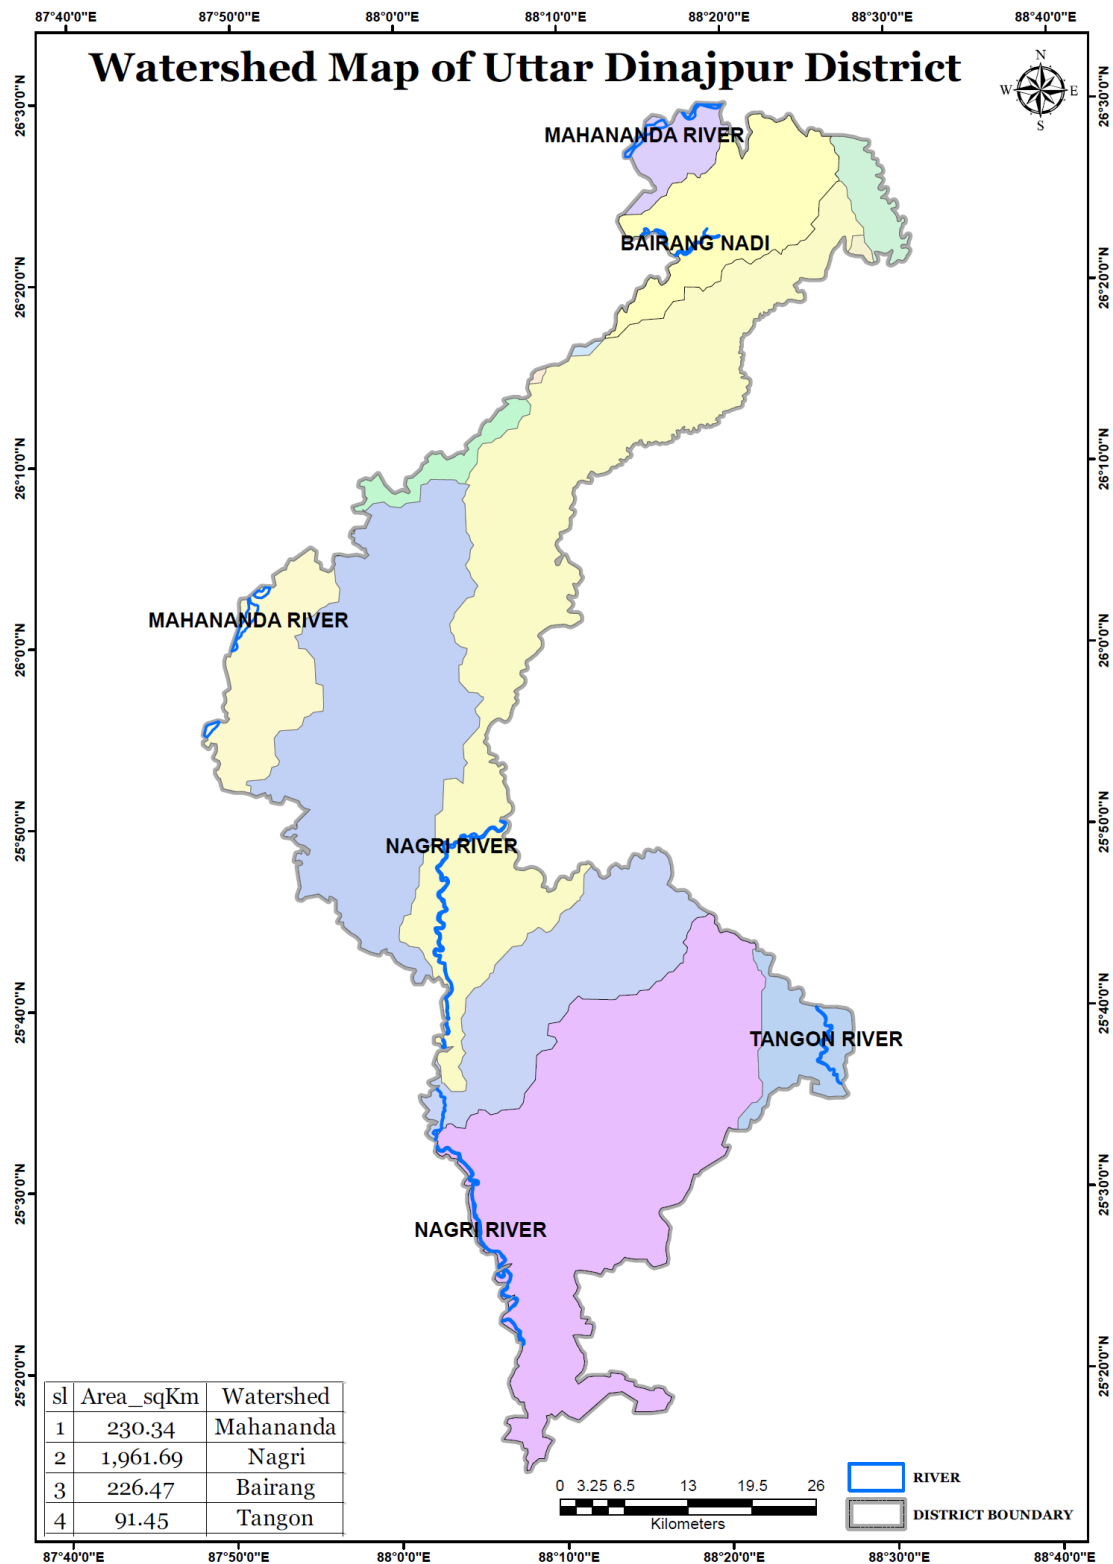 87°40'0"E 87°50'0"E 88°0'0"E 88°10'0"E 88°20'0"E 88°30'0"E 88°40'0"E
Watershed Map of Uttar Dinajpur District
N
W E
S
26°30'0"N 26°30'0"N
MAHANANDA RIVER
BAIRANG NADI
26°20'0"N 26°20'0"N
26°10'0"N 26°10'0"N
MAHANANDA RIVER
26°0'0"N 26°0'0"N
25°50'0"N 25°50'0"N
NAGRI RIVER
25°40'0"N 25°40'0"N
TANGON RIVER
25°30'0"N 25°30'0"N
NAGRI RIVER
25°20'0"N 25°20'0"N
sl Area_sqKm Watershed
1 230.34 Mahananda
2 1,961.69 Nagri
3 226.47 Bairang
4 91.45 Tangon
0 3.25 6.5 13 19.5 26
Kilometers
RIVER
DISTRICT BOUNDARY
87°40'0"E 87°50'0"E 88°0'0"E 88°10'0"E 88°20'0"E 88°30'0"E 88°40'0"E